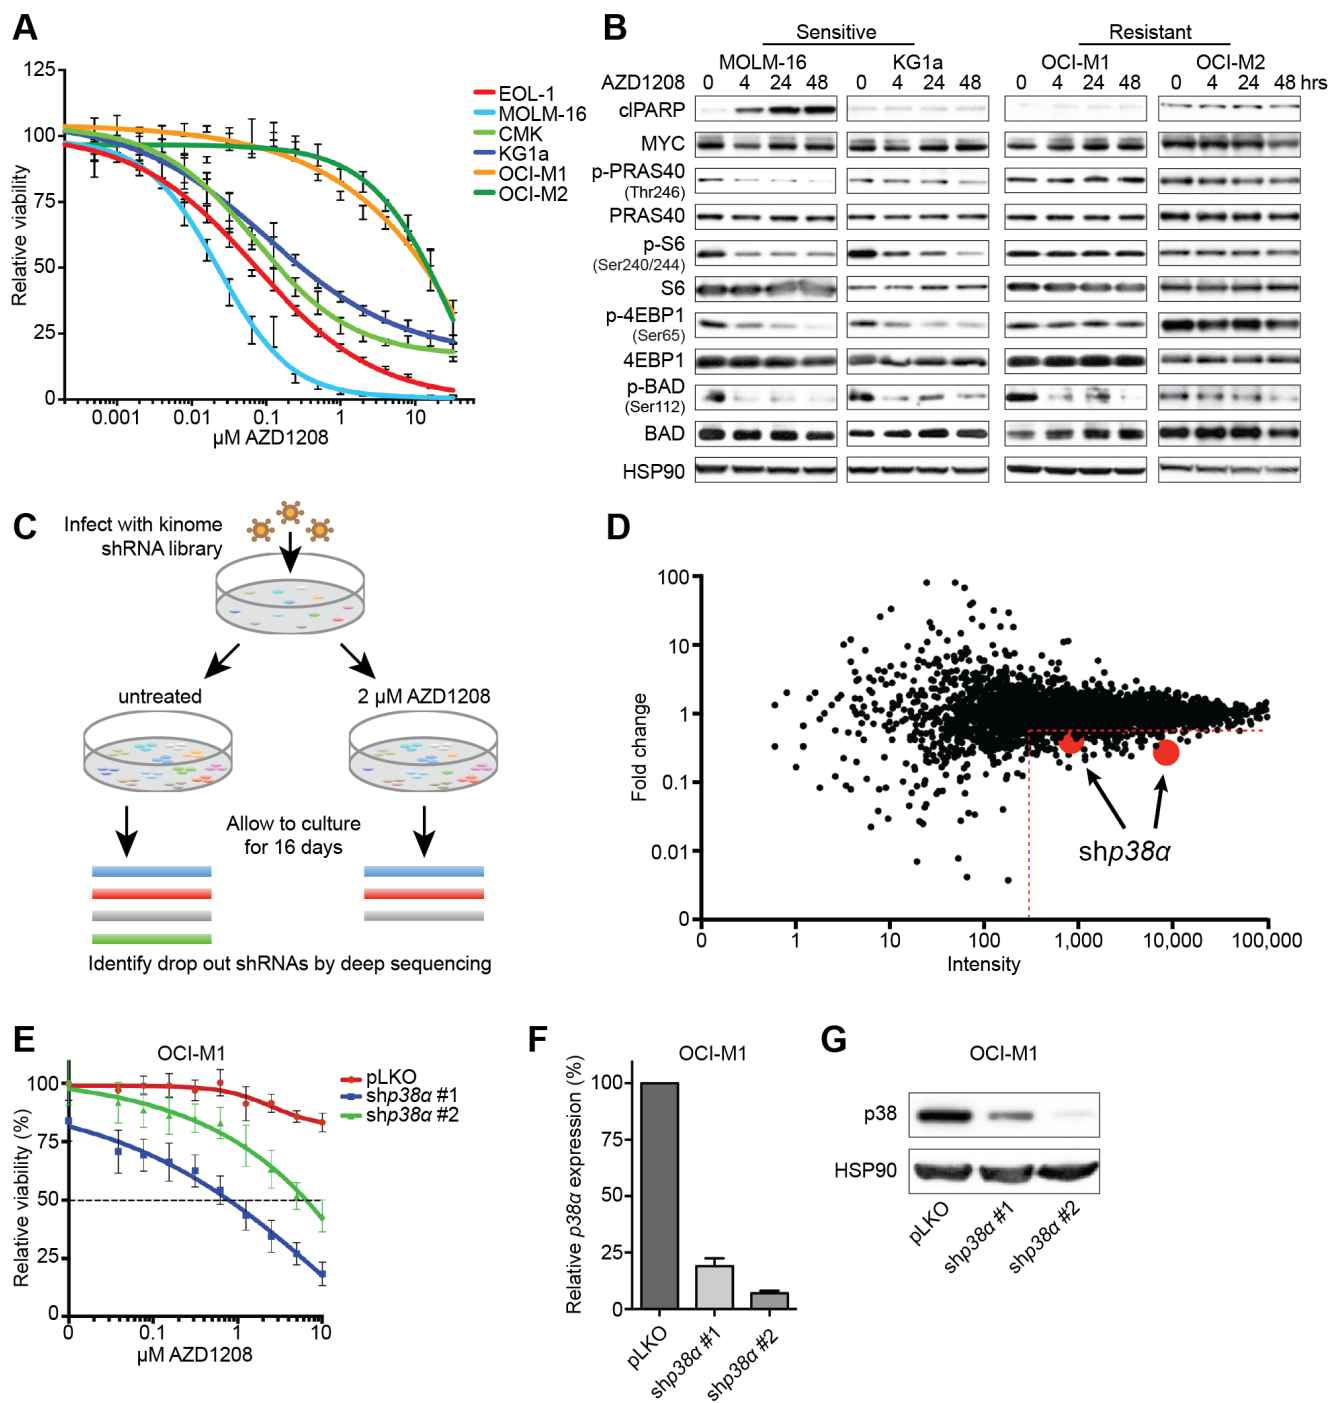 A
125
100
75
50
25
0
Relative viability
0.001
0.01
0.1
1
10
µM AZD1208
EOL-1
MOLM-16
CMK
KG1a
OCI-M1
OCI-M2
B
Sensitive
Resistant
MOLM-16
KG1a
OCI-M1
OCI-M2
AZD1208 0 4 24 48 0 4 24 48 0 4 24 48 0 4 24 48 hrs
clPARP
MYC
p-PRAS40
(Thr246)
PRAS40
p-S6
(Ser240/244)
S6
p-4EBP1
(Ser65)
4EBP1
p-BAD
(Ser112)
BAD
HSP90
C
Infect with kinome
shRNA library
untreated
2 µM AZD1208
Allow to culture
for 16 days
Identify drop out shRNAs by deep sequencing
D
100
10
1
0.1
0.01
0
Fold change
shp38α
0
1
10
100
1,000
10,000
100,000
Intensity
E
OCI-M1
100
75
50
25
0
Relative viability (%)
0
0.1
1
10
µM AZD1208
pLKO
shp38α #1
shp38α #2
F
OCI-M1
100
75
50
25
0
Relative p38α expression (%)
pLKO
shp38α #1
shp38α #2
G
OCI-M1
p38
HSP90
pLKO
shp38α #1
shp38α #2